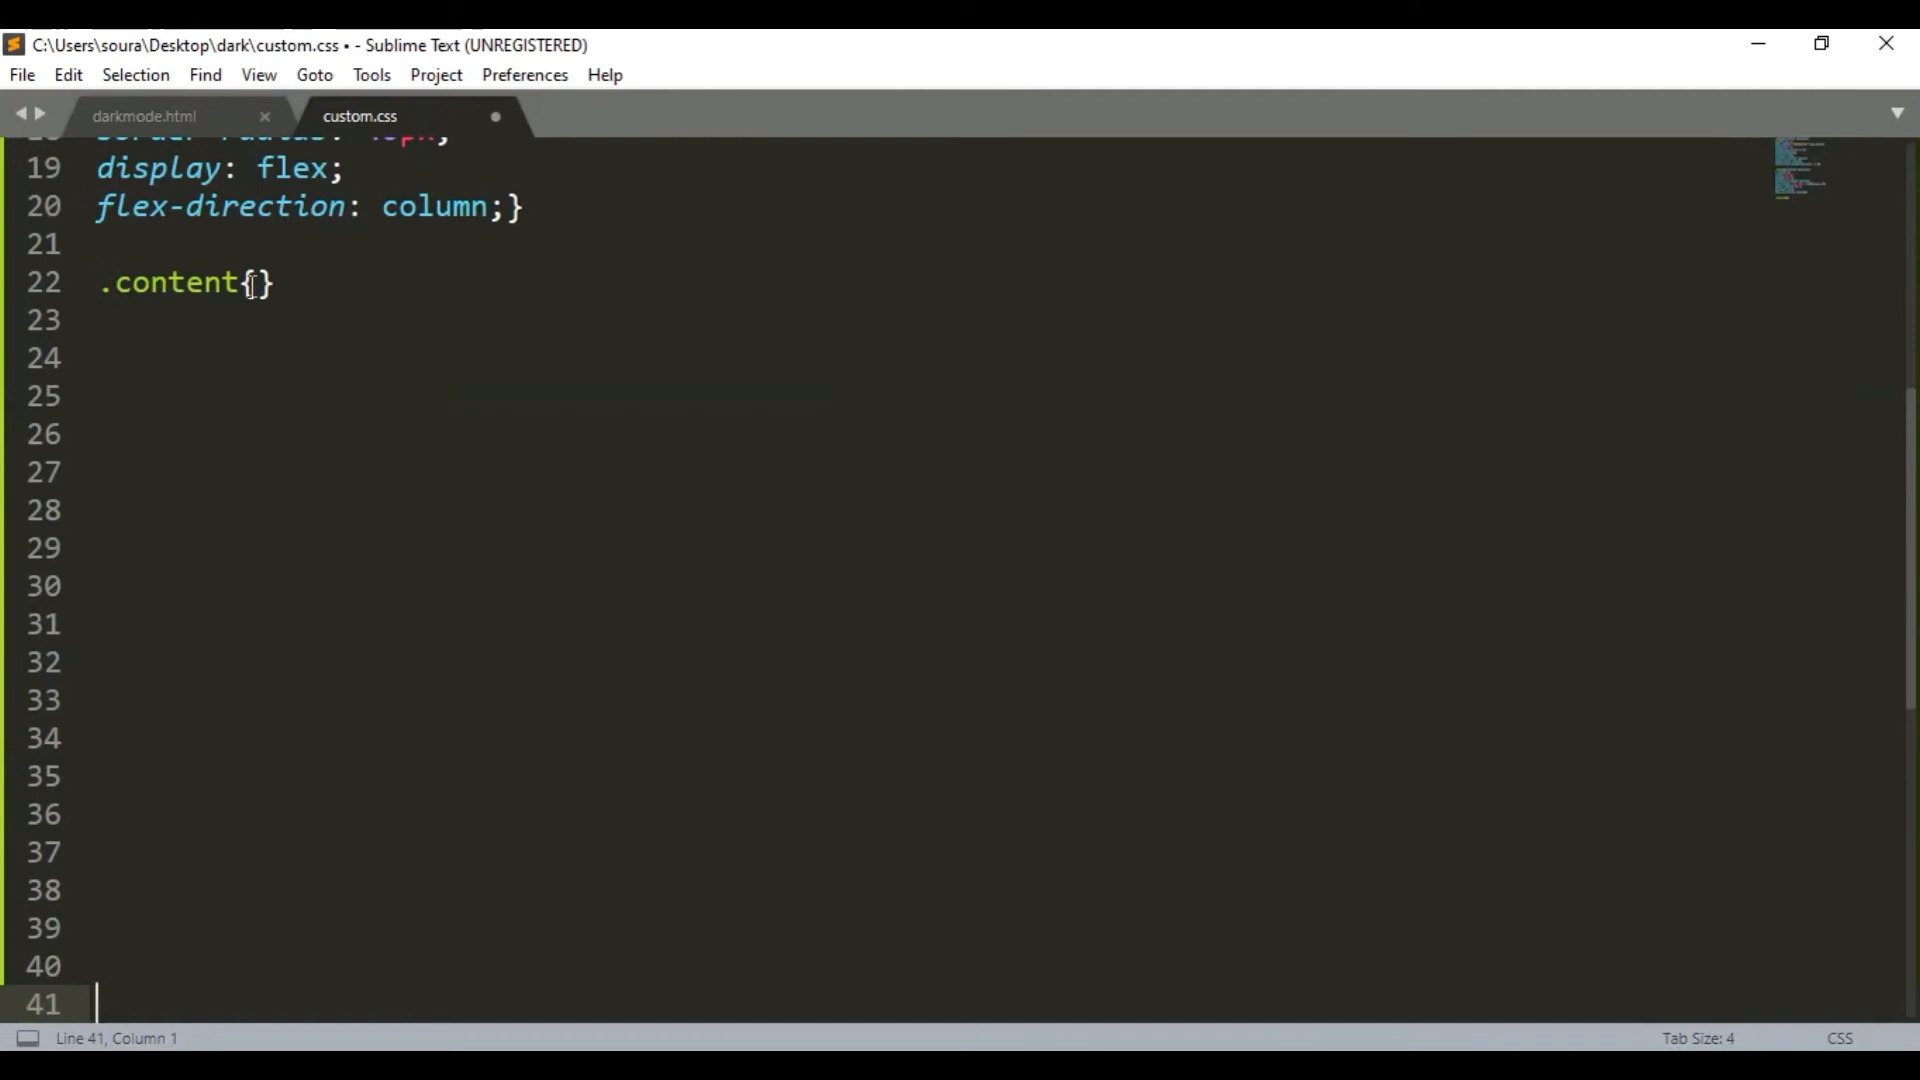 C:\Users\soura\Desktop\dark\custom.css • - Sublime Text (UNREGISTERED)
File Edit Selection Find View Goto Tools Project Preferences Help
darkmode.html × custom.css
19 display: flex;
20 flex-direction: column;}
21
22 .content{}
23
24
25
26
27
28
29
30
31
32
33
34
35
36
37
38
39
40
41
Line 41, Column 1 Tab Size: 4 CSS